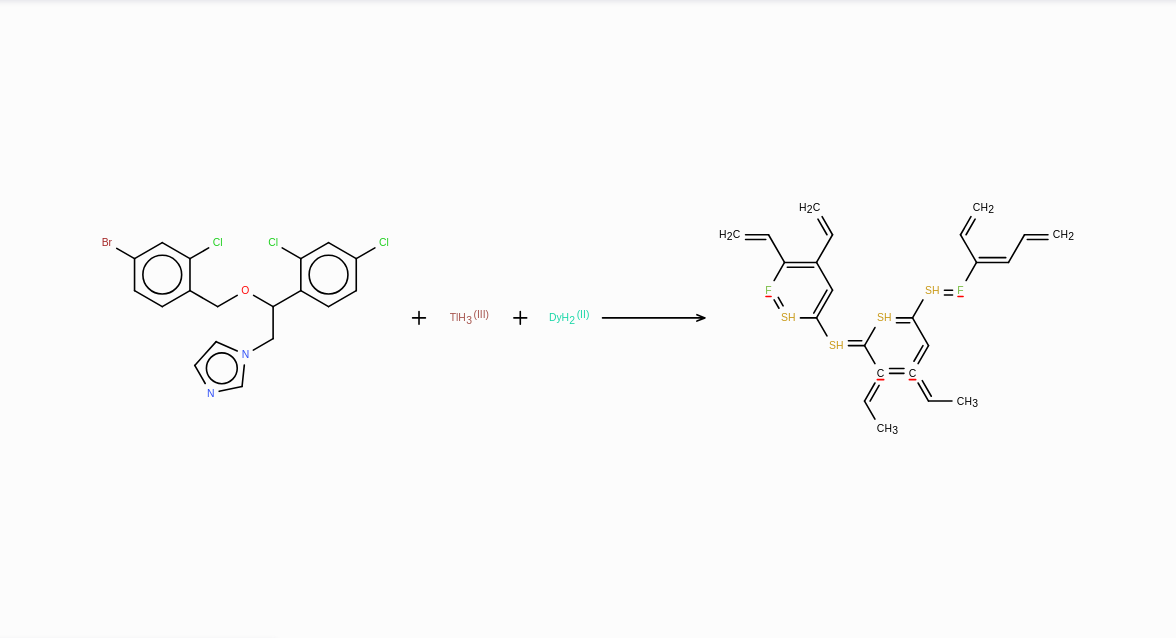 H2C
CH2
H2C
CH2
Br
Cl
Cl
Cl
O
F
SH
F
+
TlH3(III)
+
DyH2(II)
SH
SH
SH
N
C
C
N
CH3
CH3